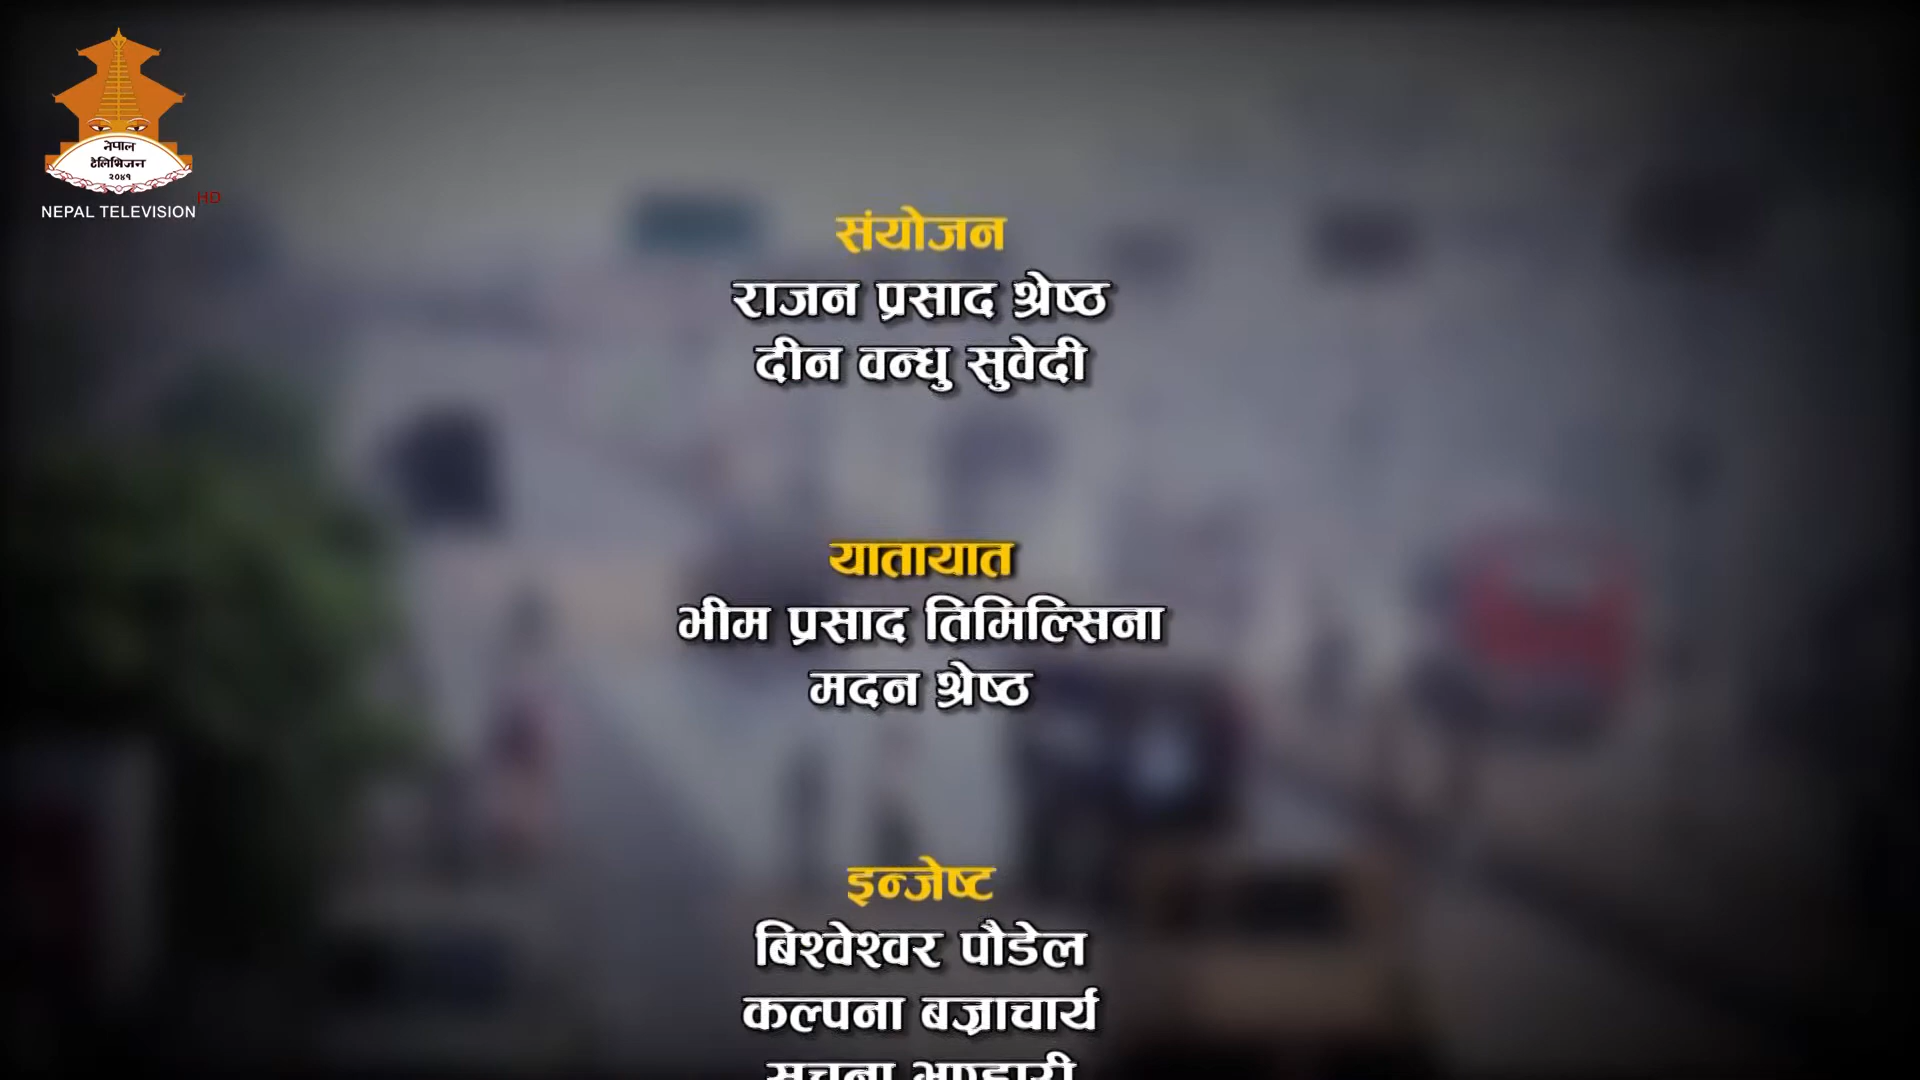 नेपाल
टेलिभिजन
२०४१
HD
NEPAL TELEVISION
संयोजन
राजन प्रसाद श्रेष्ठ
दीन वन्धु सुवेदी
यातायात
भीम प्रसाद तिमिल्सिना
मदन श्रेष्ठ
इन्जेष्ट
बिश्वेश्वर पौडेल
कल्पना बज्राचार्य